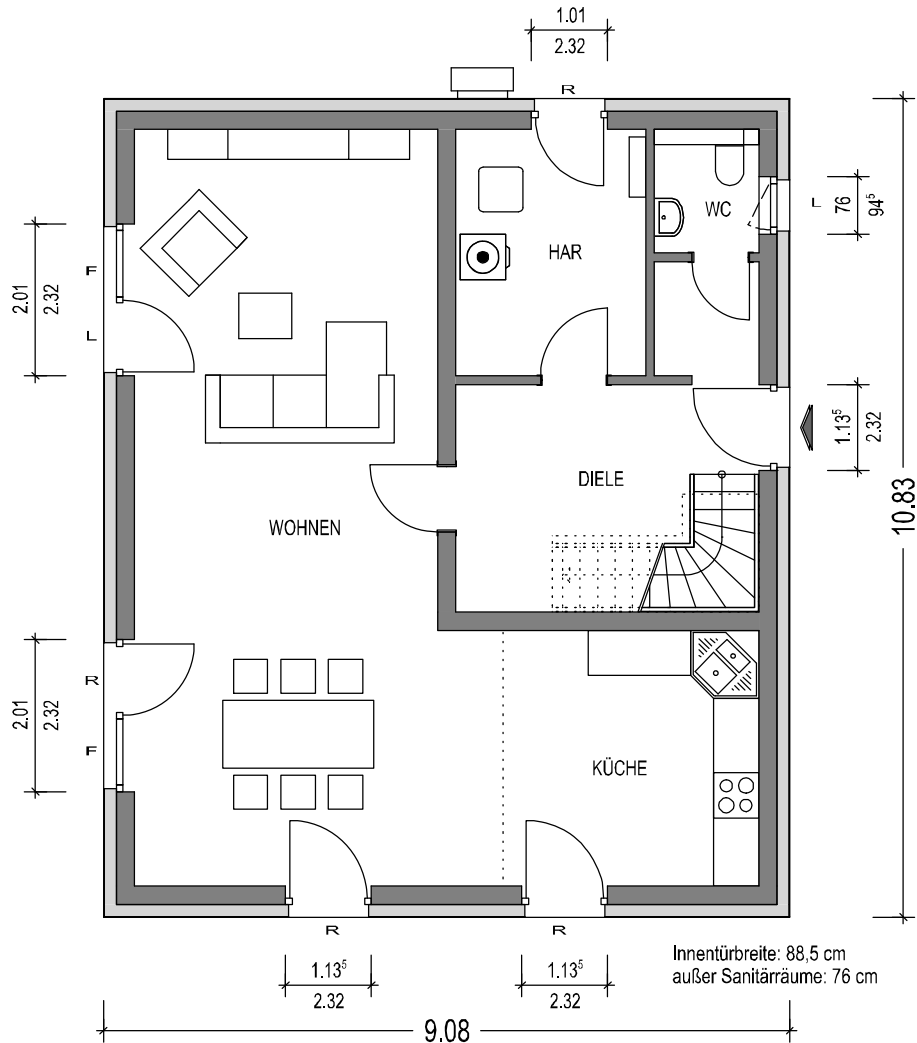 1.01
2.32
R
L
76
94⁵
WC
HAR
F
L
2.01
2.32
1.13⁵
2.32
DIELE
WOHNEN
10.83
R
F
2.01
2.32
KÜCHE
R
R
1.13⁵
2.32
1.13⁵
2.32
Innentürbreite: 88,5 cm
außer Sanitärräume: 76 cm
9.08